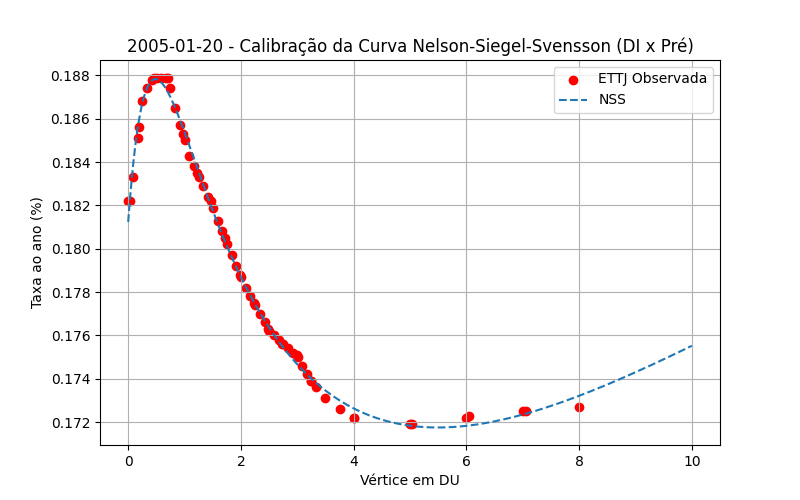 2005-01-20 - Calibração da Curva Nelson-Siegel-Svensson (DI x Pré)
ETTJ Observada
NSS
Taxa ao ano (%)
0.188
0.186
0.184
0.182
0.180
0.178
0.176
0.174
0.172
0 2 4 6 8 10
Vértice em DU